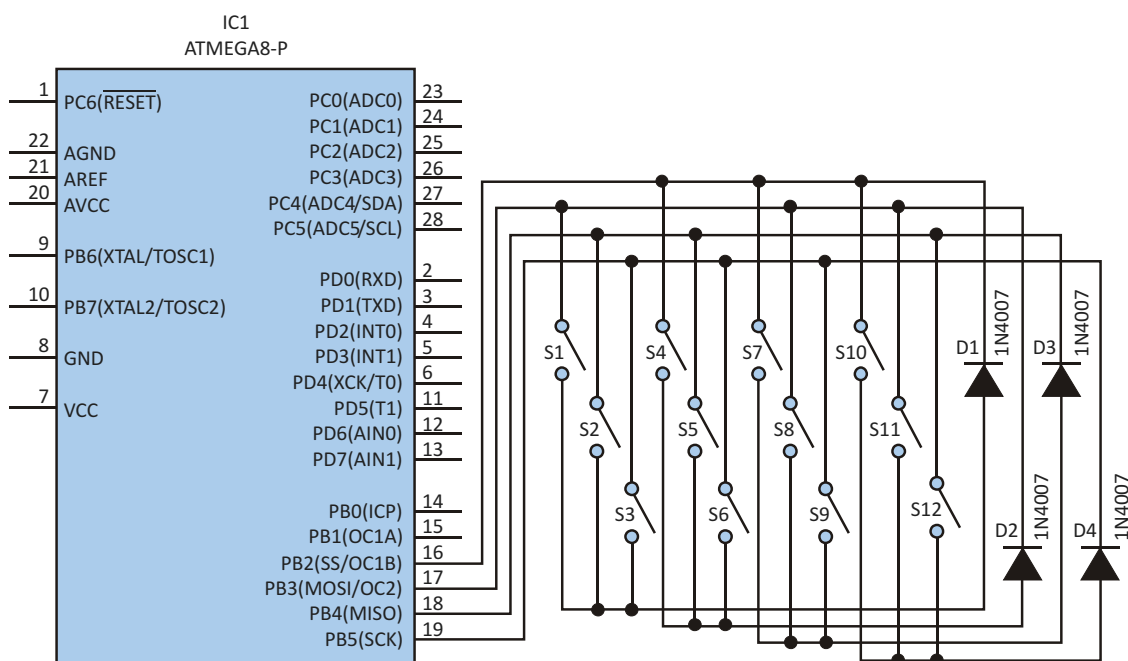 IC1
ATMEGA8-P
1
PC6(RESET)
22
AGND
21
AREF
20
AVCC
9
PB6(XTAL/TOSC1)
10
PB7(XTAL2/TOSC2)
8
GND
7
VCC
PC0(ADC0)
23
PC1(ADC1)
24
PC2(ADC2)
25
PC3(ADC3)
26
PC4(ADC4/SDA)
27
PC5(ADC5/SCL)
28
PD0(RXD)
2
PD1(TXD)
3
PD2(INT0)
4
PD3(INT1)
5
PD4(XCK/T0)
6
PD5(T1)
11
PD6(AIN0)
12
PD7(AIN1)
13
PB0(ICP)
14
PB1(OC1A)
15
PB2(SS/OC1B)
16
PB3(MOSI/OC2)
17
PB4(MISO)
18
PB5(SCK)
19
S1
S2
S3
S4
S5
S6
S7
S8
S9
S10
S11
S12
D1
1N4007
D3
1N4007
D2
1N4007
D4
1N4007